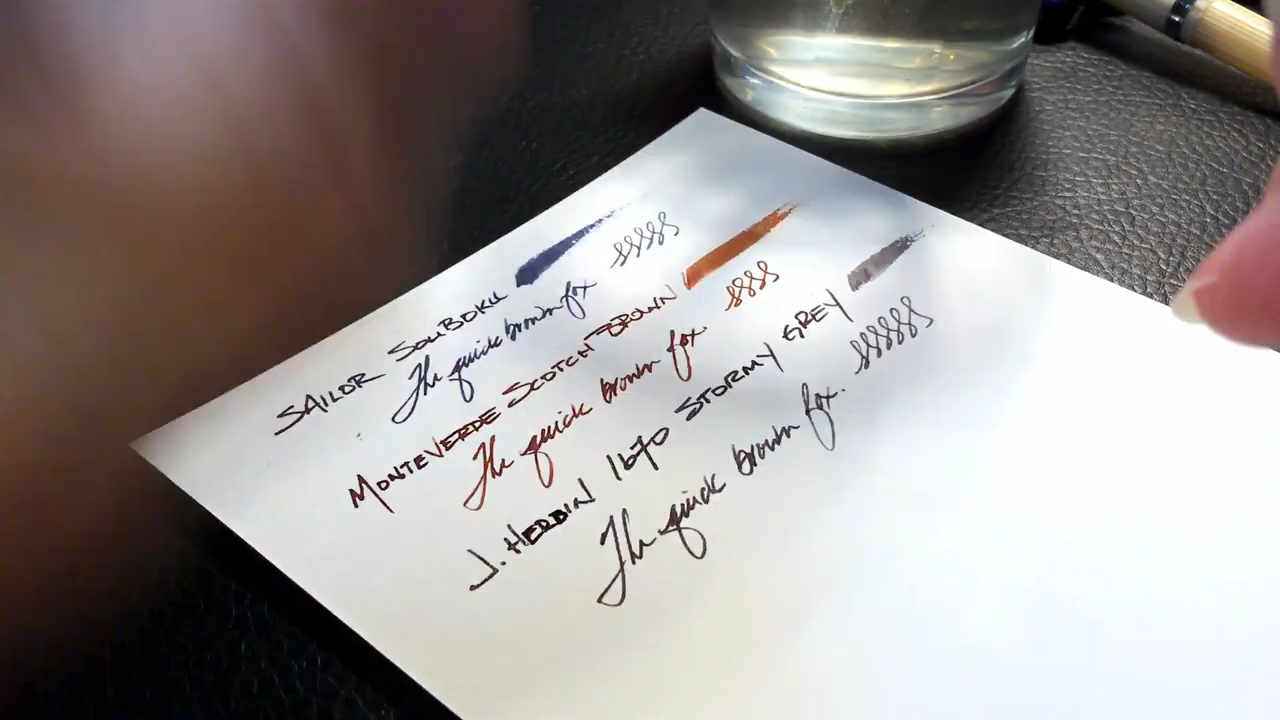 SAILOR SOUBOKU
The quick brown fox
MONTEVERDE SCOTCH BROWN
The quick brown fox.
J. HERBIN 1670 STORMY GREY
The quick brown fox.